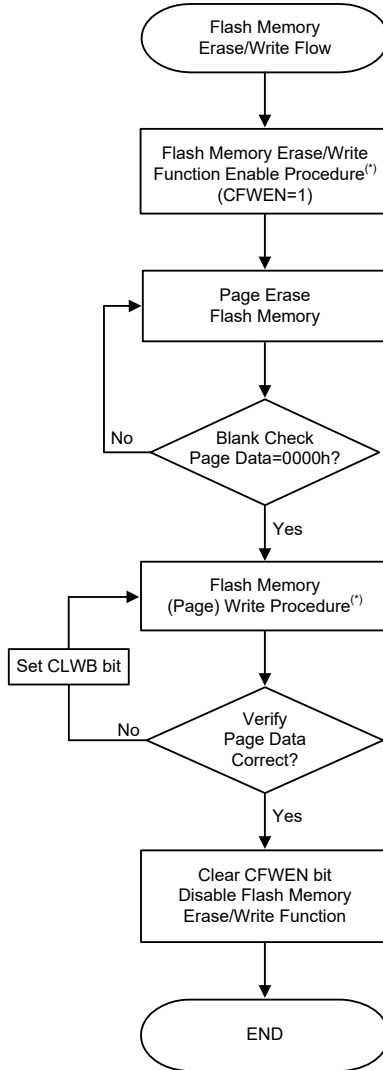 Flash Memory
Erase/Write Flow
Flash Memory Erase/Write
Function Enable Procedure(*)
(CFWEN=1)
Page Erase
Flash Memory
No
Blank Check
Page Data=0000h?
Yes
Flash Memory
(Page) Write Procedure(*)
Set CLWB bit
No
Verify
Page Data
Correct?
Yes
Clear CFWEN bit
Disable Flash Memory
Erase/Write Function
END